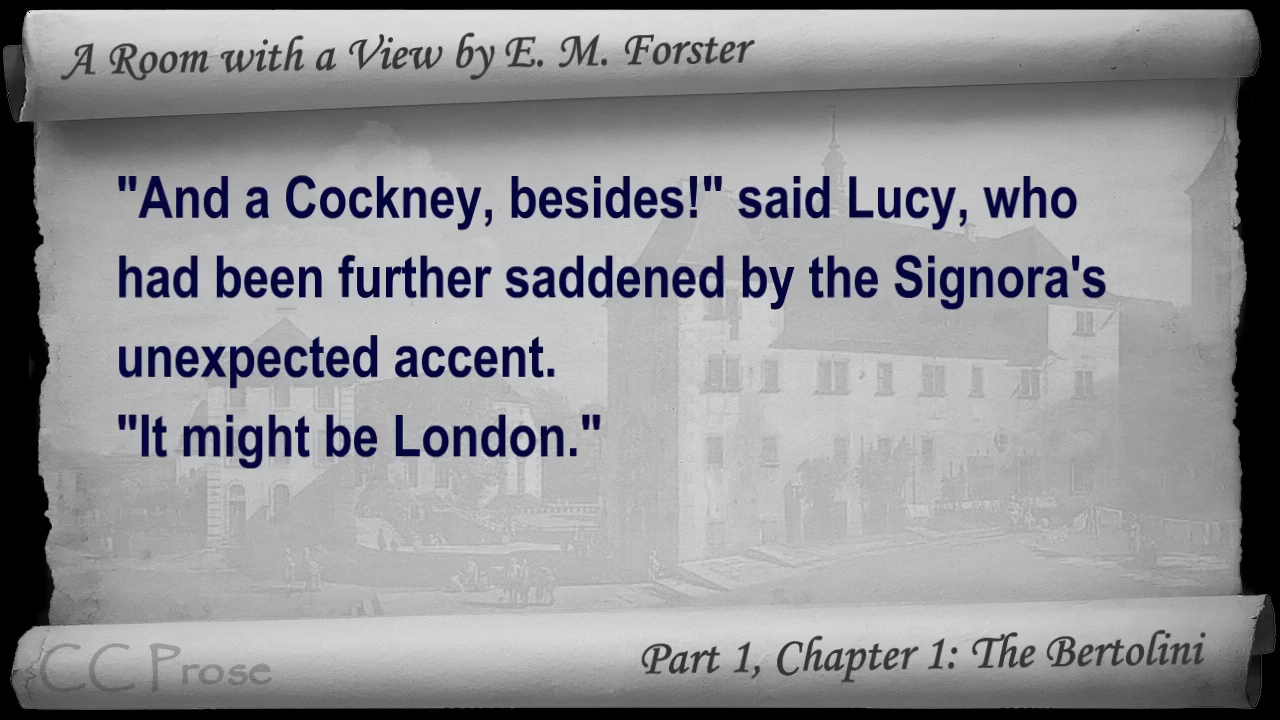 A Room with a View by E. M. Forster
"And a Cockney, besides!" said Lucy, who
had been further saddened by the Signora's
unexpected accent.
"It might be London."
CC Prose
Part 1, Chapter 1: The Bertolini